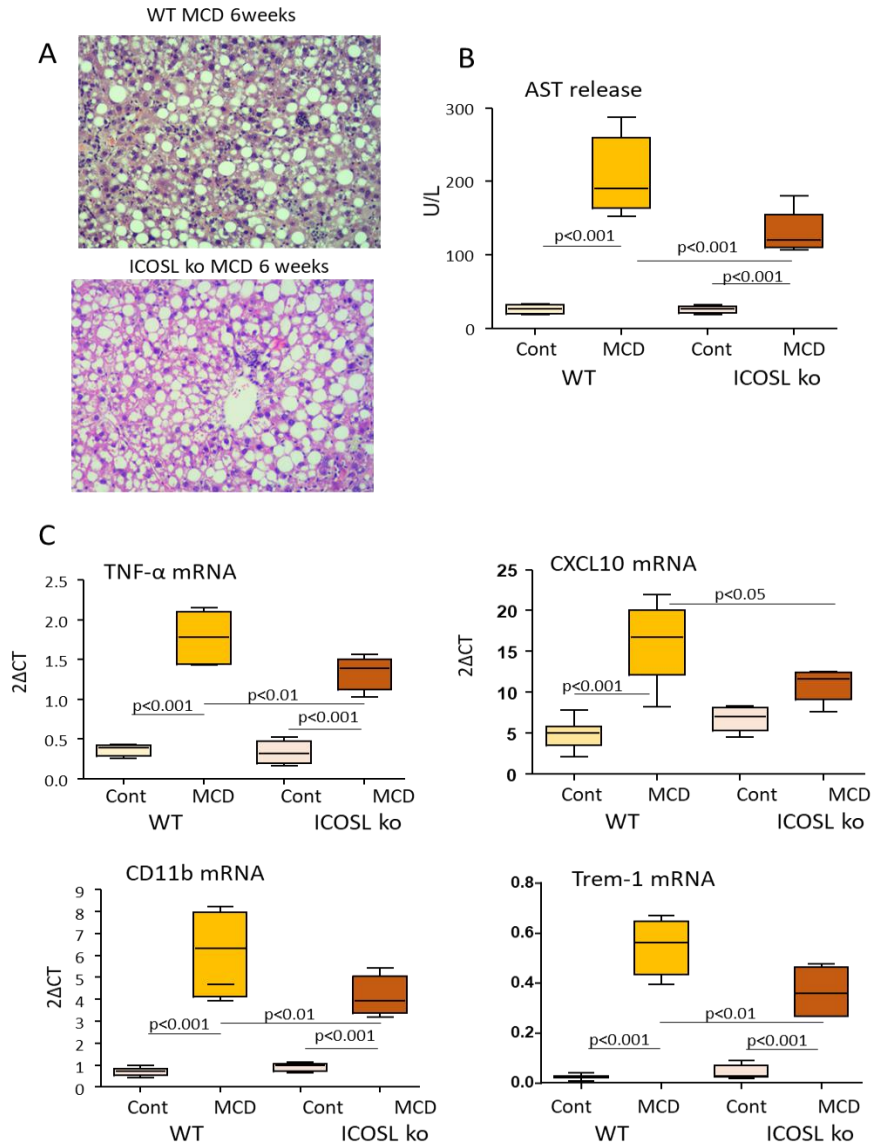 WT MCD 6weeks
A
ICOSL ko MCD 6 weeks
B
AST release
300
200
100
0
U/L
p<0.001
p<0.001
p<0.001
Cont MCD Cont MCD
WT ICOSL ko
C
TNF-α mRNA
2.5
2.0
1.5
1.0
0.5
0.0
2ΔCT
p<0.001
p<0.01
p<0.001
Cont MCD Cont MCD
WT ICOSL ko
CXCL10 mRNA
25
20
15
10
5
0
2ΔCT
p<0.05
p<0.001
Cont MCD Cont MCD
WT ICOSL ko
CD11b mRNA
9
8
7
6
5
4
3
2
1
0
2ΔCT
p<0.001
p<0.01
p<0.001
Cont MCD Cont MCD
WT ICOSL ko
Trem-1 mRNA
0.8
0.6
0.4
0.2
0.0
2ΔCT
p<0.001
p<0.01
p<0.001
Cont MCD Cont MCD
WT ICOSL ko